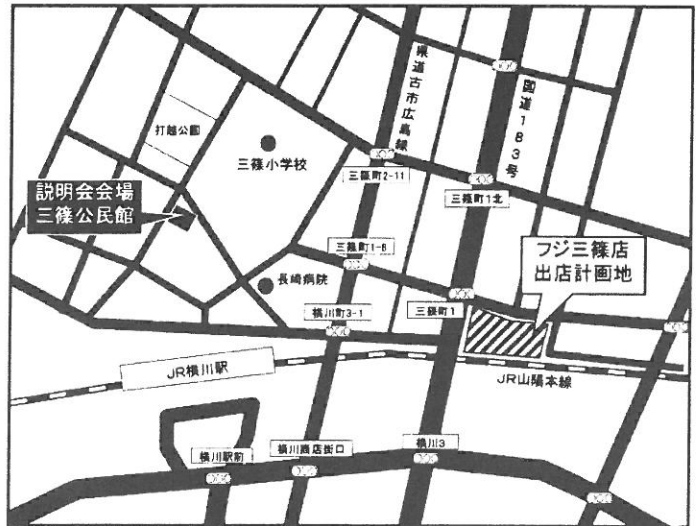 県道古市広島線
国道183号
打越公園
三篠小学校
三篠町2-11
三篠町1北
説明会会場
三篠公民館
三篠町1-8
フジ三篠店
出店計画地
長崎病院
横川町3-1
三篠町1
JR横川駅
JR山陽本線
横川駅前
横川商店街口
横川3